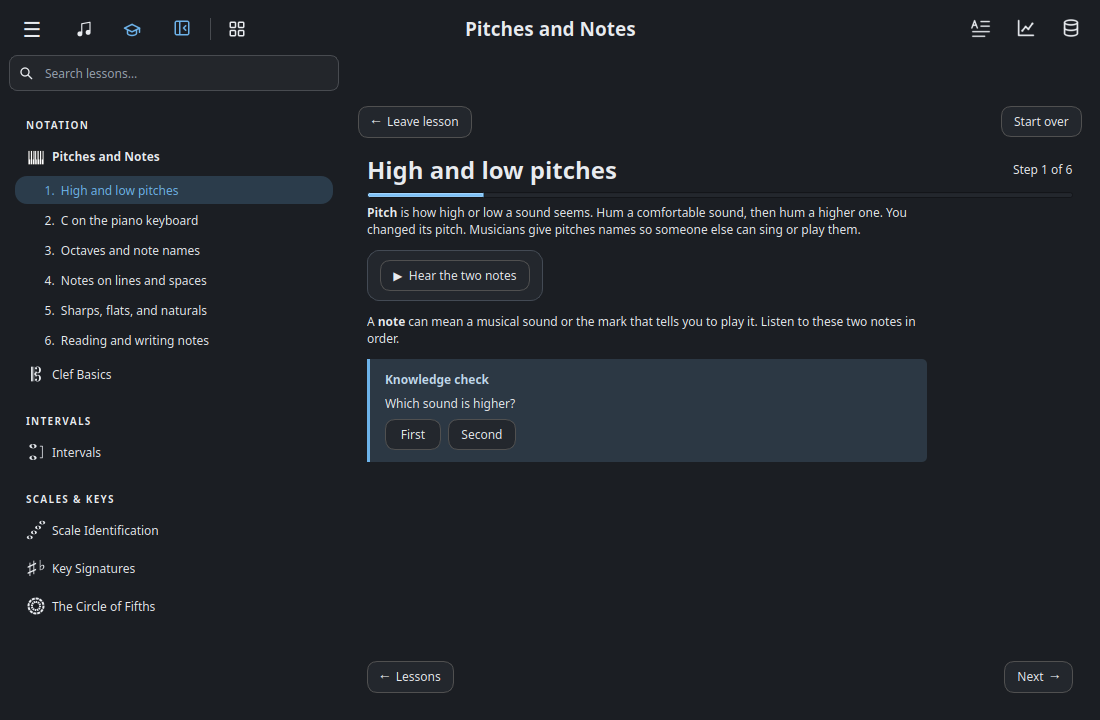 Pitches and Notes
Search lessons...
NOTATION
Pitches and Notes
1. High and low pitches
2. C on the piano keyboard
3. Octaves and note names
4. Notes on lines and spaces
5. Sharps, flats, and naturals
6. Reading and writing notes
Clef Basics
INTERVALS
Intervals
SCALES & KEYS
Scale Identification
Key Signatures
The Circle of Fifths
← Leave lesson
Start over
High and low pitches
Step 1 of 6
Pitch is how high or low a sound seems. Hum a comfortable sound, then hum a higher one. You
changed its pitch. Musicians give pitches names so someone else can sing or play them.
▶ Hear the two notes
A note can mean a musical sound or the mark that tells you to play it. Listen to these two notes in
order.
Knowledge check
Which sound is higher?
First
Second
← Lessons
Next →